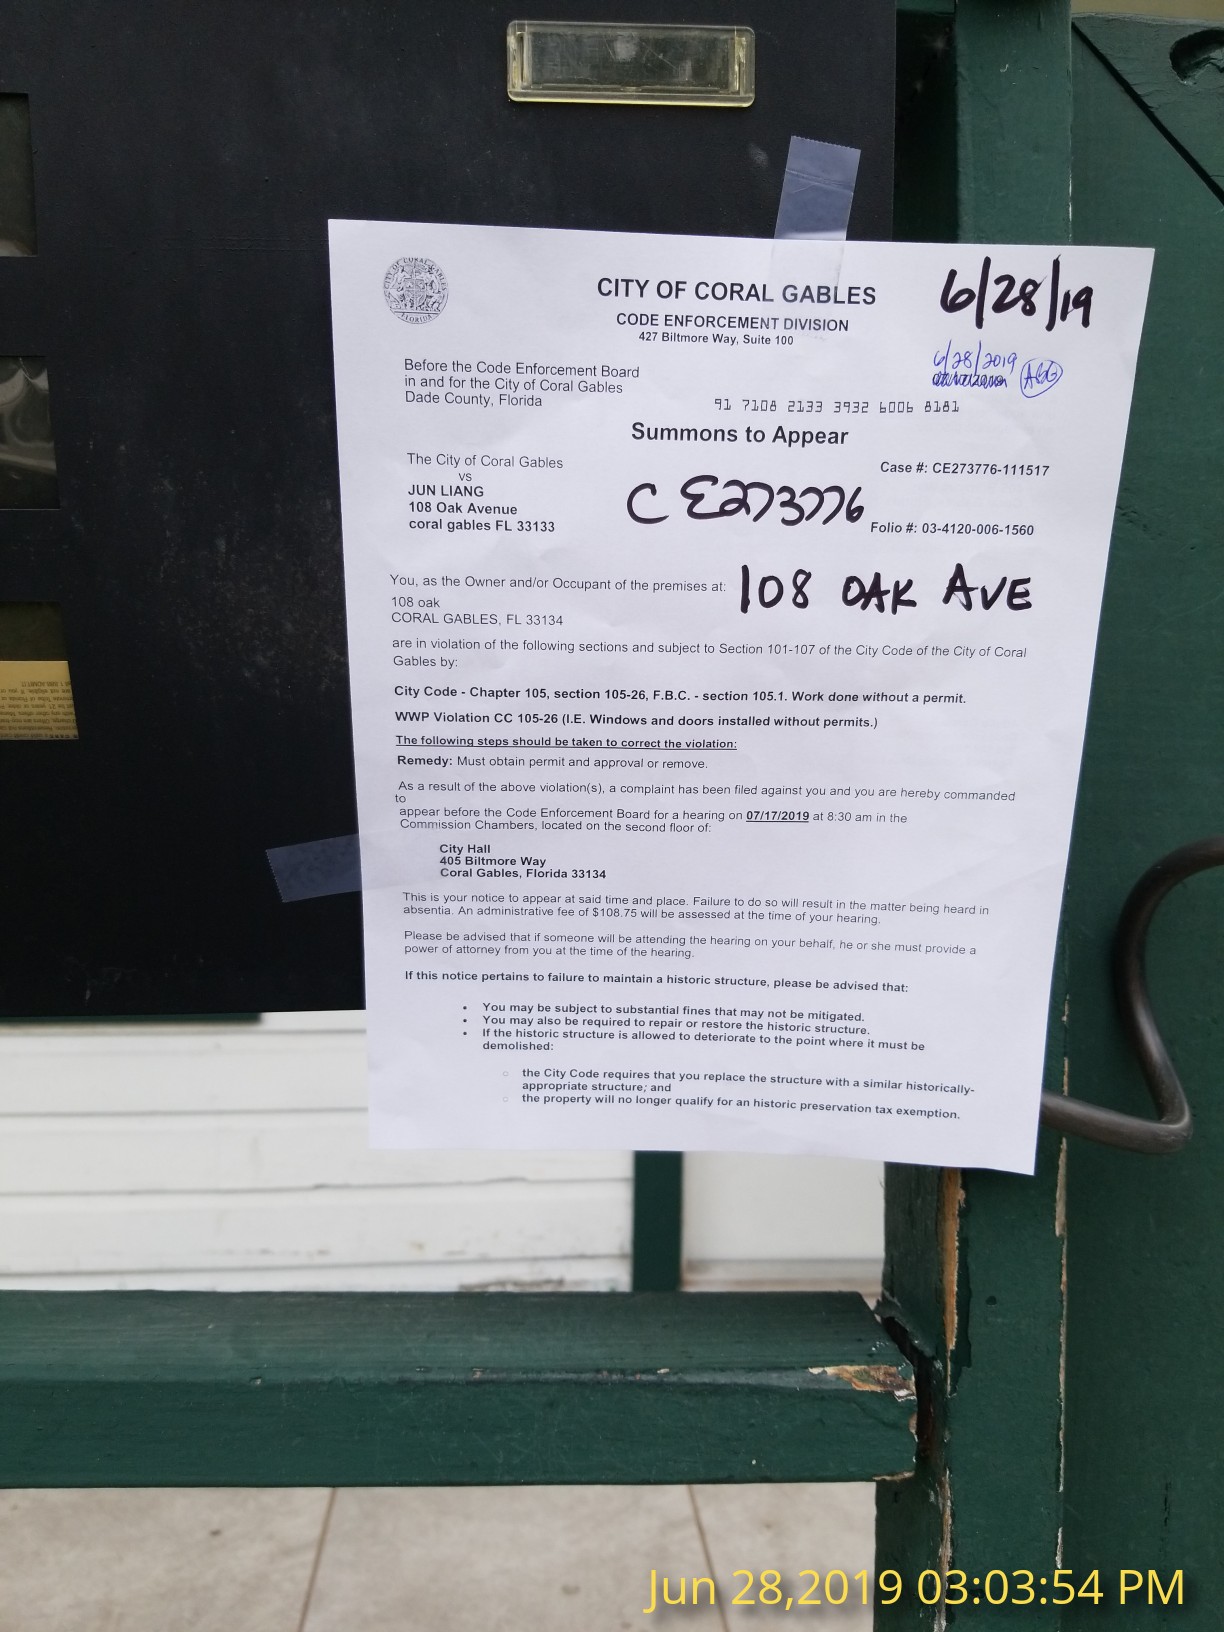 CITY OF CORAL GABLES
FLORIDA
CITY OF CORAL GABLES
6/28/19
CODE ENFORCEMENT DIVISION
427 Biltmore Way, Suite 100
6/28/2019
Before the Code Enforcement Board
in and for the City of Coral Gables
Dade County, Florida
91 7108 2133 3932 6006 8181
Summons to Appear
The City of Coral Gables
Case #: CE273776-111517
vs
JUN LIANG
108 Oak Avenue
coral gables FL 33133
CE273776
Folio #: 03-4120-006-1560
You, as the Owner and/or Occupant of the premises at:
108 OAK AVE
108 oak
CORAL GABLES, FL 33134
are in violation of the following sections and subject to Section 101-107 of the City Code of the City of Coral
Gables by:
City Code - Chapter 105, section 105-26, F.B.C. - section 105.1. Work done without a permit.
WWP Violation CC 105-26 (I.E. Windows and doors installed without permits.)
The following steps should be taken to correct the violation:
Remedy: Must obtain permit and approval or remove.
As a result of the above violation(s), a complaint has been filed against you and you are hereby commanded
to
appear before the Code Enforcement Board for a hearing on 07/17/2019 at 8:30 am in the
Commission Chambers, located on the second floor of:
City Hall
405 Biltmore Way
Coral Gables, Florida 33134
This is your notice to appear at said time and place. Failure to do so will result in the matter being heard in
absentia. An administrative fee of $108.75 will be assessed at the time of your hearing.
Please be advised that if someone will be attending the hearing on your behalf, he or she must provide a
power of attorney from you at the time of the hearing.
If this notice pertains to failure to maintain a historic structure, please be advised that:
• You may be subject to substantial fines that may not be mitigated.
• You may also be required to repair or restore the historic structure.
• If the historic structure is allowed to deteriorate to the point where it must be
demolished:
○ the City Code requires that you replace the structure with a similar historically-
appropriate structure; and
○ the property will no longer qualify for an historic preservation tax exemption.
Jun 28,2019 03:03:54 PM